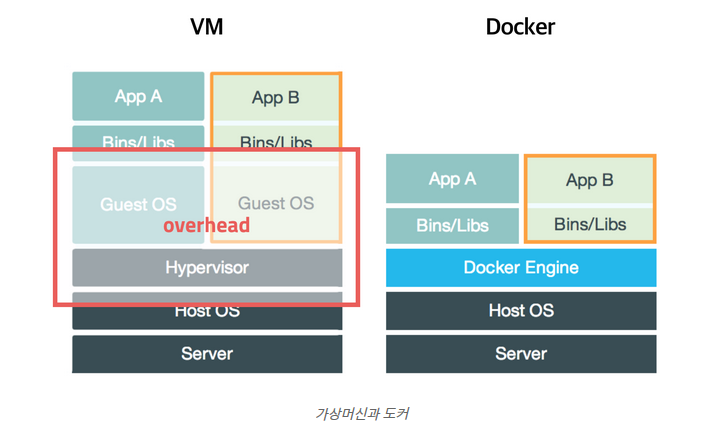 VM
Docker
App A
App B
Bins/Libs
Bins/Libs
Guest OS
Guest OS
overhead
Hypervisor
Host OS
Server
App A
App B
Bins/Libs
Bins/Libs
Docker Engine
Host OS
Server
가상머신과 도커